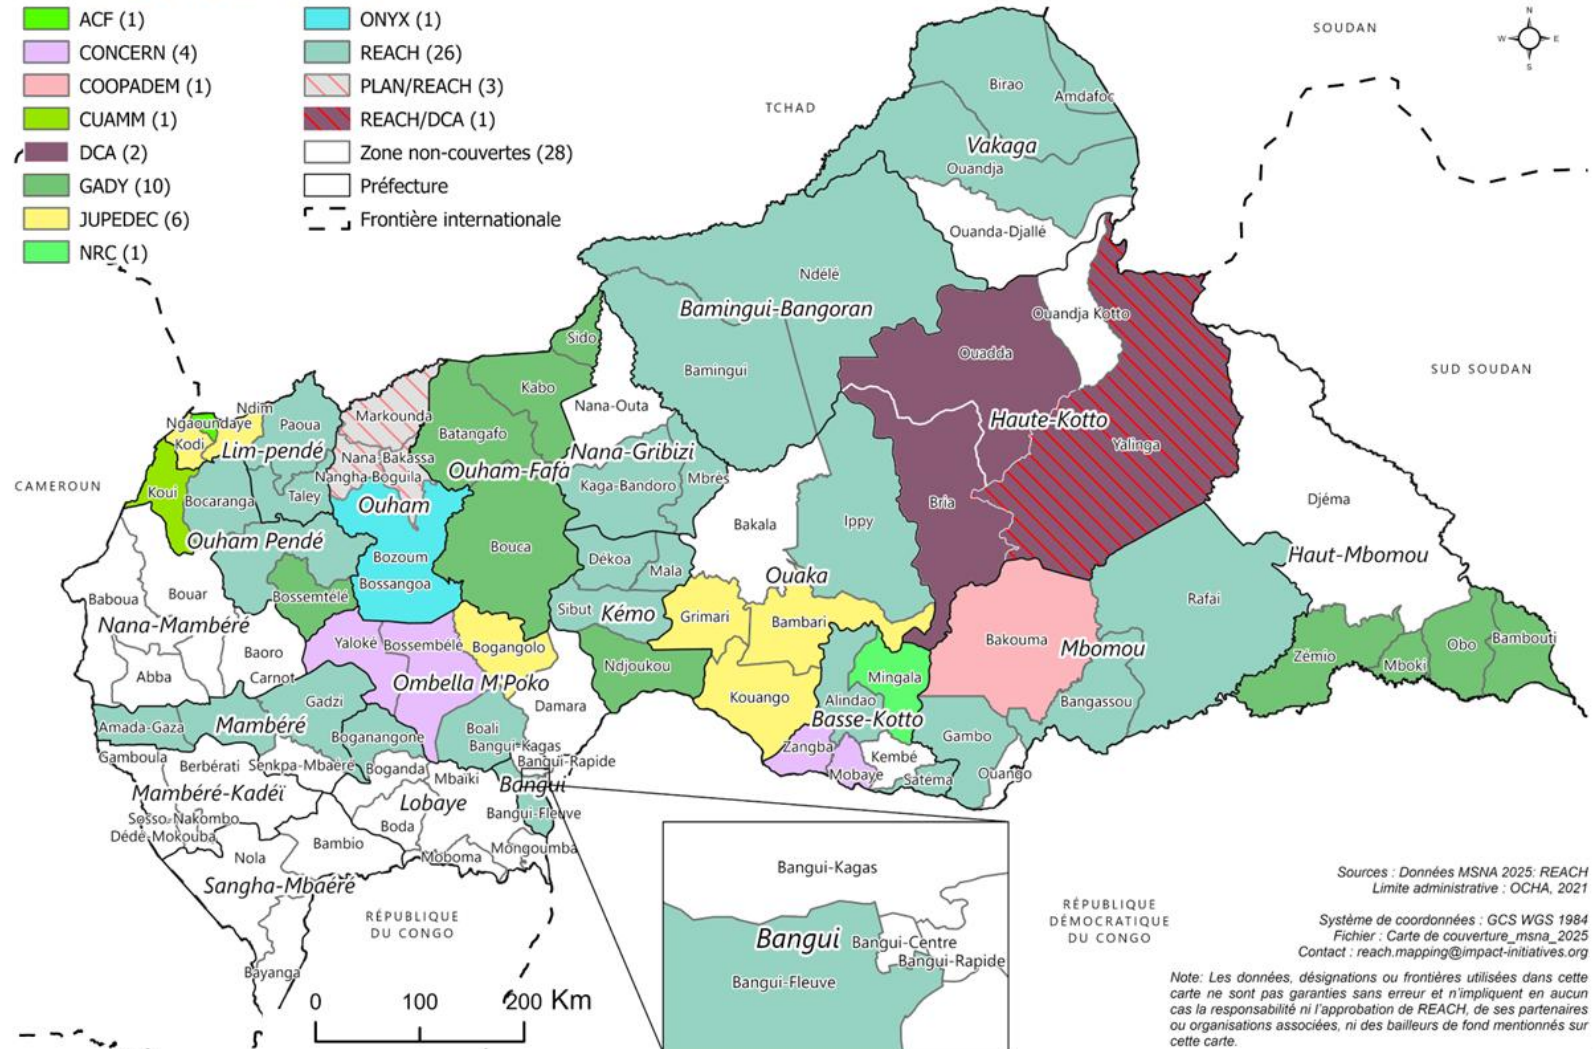 ACF (1)
CONCERN (4)
COOPADEM (1)
CUAMM (1)
DCA (2)
GADY (10)
JUPEDEC (6)
NRC (1)
ONYX (1)
REACH (26)
PLAN/REACH (3)
REACH/DCA (1)
Zone non-couvertes (28)
Préfecture
Frontière internationale
N
W
E
S
SOUDAN
TCHAD
SUD SOUDAN
CAMEROUN
Birao
Amdafoc
Vakaga
Ouandja
Ouanda-Djallé
Ndélé
Bamingui-Bangoran
Bamingui
Ouandja Kotto
Ouadda
Haute-Kotto
Yalinga
Bria
Sido
Kabo
Nana-Outa
Batangafo
Ouham-Fafa
Nana-Gribizi
Kaga-Bandoro
Mbrès
Markounda
Nana-Bakassa
Nangha-Boguila
Ouham
Ndim
Ngaoundaye
Kodi
Paoua
Lim-pendé
Koui
Bocaranga
Taley
Ouham Pendé
Bozoum
Bossangoa
Bouca
Bossemtélé
Bakala
Ippy
Ouaka
Djéma
Haut-Mbomou
Dékoa
Mala
Sibut
Kémo
Grimari
Bambari
Bakouma
Mbomou
Rafai
Zémio
Mboki
Obo
Bambouti
Baboua
Bouar
Nana-Mambéré
Baoro
Abba
Carnot
Yaloké
Bossembélé
Bogangolo
Ombella M'Poko
Damara
Ndjoukou
Kouango
Mingala
Alindao
Basse-Kotto
Bangassou
Gambo
Zangba
Mobaye
Kembé
Satéma
Ouango
Gadzi
Amada-Gaza
Mambéré
Boganangone
Boali
Bangui-Kagas
Bangui-Rapide
Gamboula
Berbérati
Senkpa-Mbaéré
Boganda
Mbaïki
Bangui
Mambéré-Kadéï
Lobaye
Bangui-Fleuve
Sosso-Nakombo
Dédé-Mokouba
Boda
Bambio
Nola
Moboma
Mongoumba
Sangha-Mbaéré
Bayanga
RÉPUBLIQUE
DU CONGO
0 100 200 Km
Bangui-Kagas
Bangui
Bangui-Centre
Bangui-Rapide
Bangui-Fleuve
RÉPUBLIQUE
DÉMOCRATIQUE
DU CONGO
Sources : Données MSNA 2025: REACH
Limite administrative : OCHA, 2021
Système de coordonnées : GCS WGS 1984
Fichier : Carte de couverture_msna_2025
Contact : reach.mapping@impact-initiatives.org
Note: Les données, désignations ou frontières utilisées dans cette
carte ne sont pas garanties sans erreur et n'impliquent en aucun
cas la responsabilité ni l'approbation de REACH, de ses partenaires
ou organisations associées, ni des bailleurs de fond mentionnés sur
cette carte.